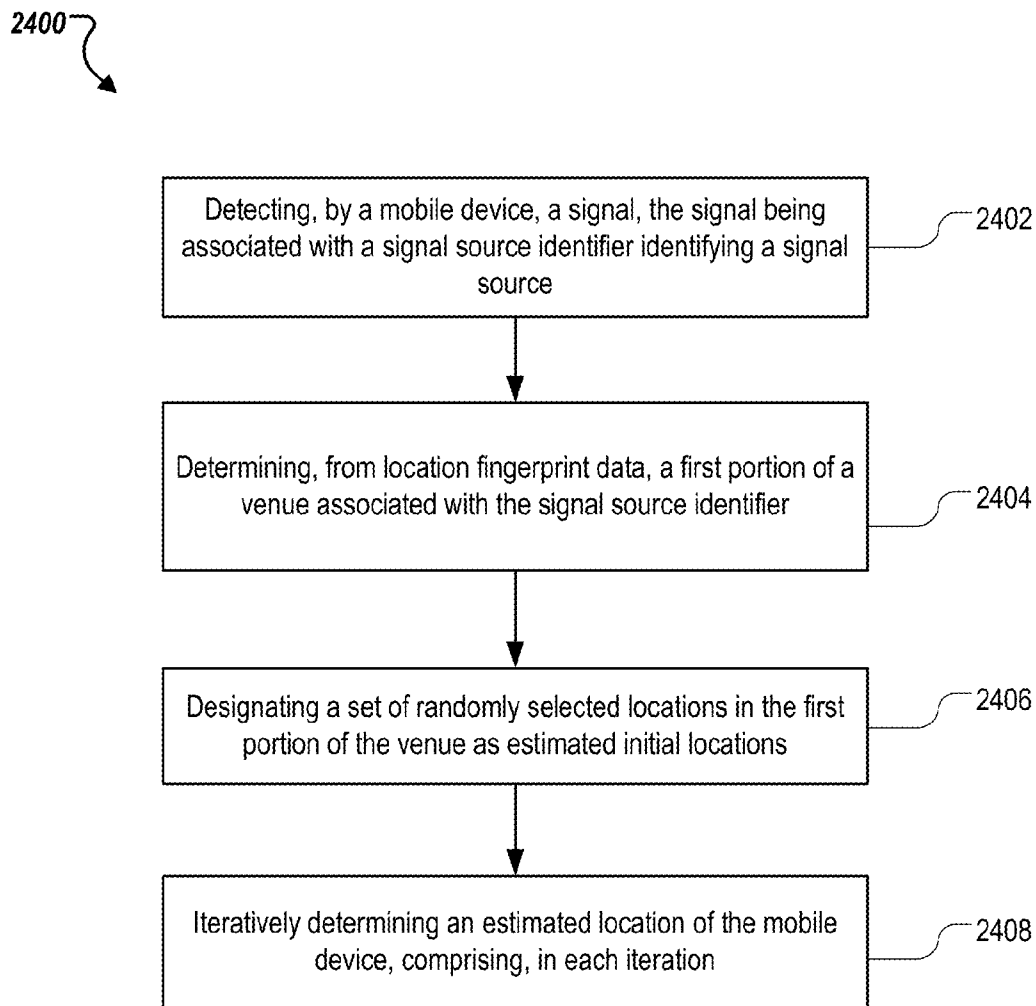 2400
Detecting, by a mobile device, a signal, the signal being
associated with a signal source identifier identifying a signal
source
2402
Determining, from location fingerprint data, a first portion of a
venue associated with the signal source identifier
2404
Designating a set of randomly selected locations in the first
portion of the venue as estimated initial locations
2406
Iteratively determining an estimated location of the mobile
device, comprising, in each iteration
2408